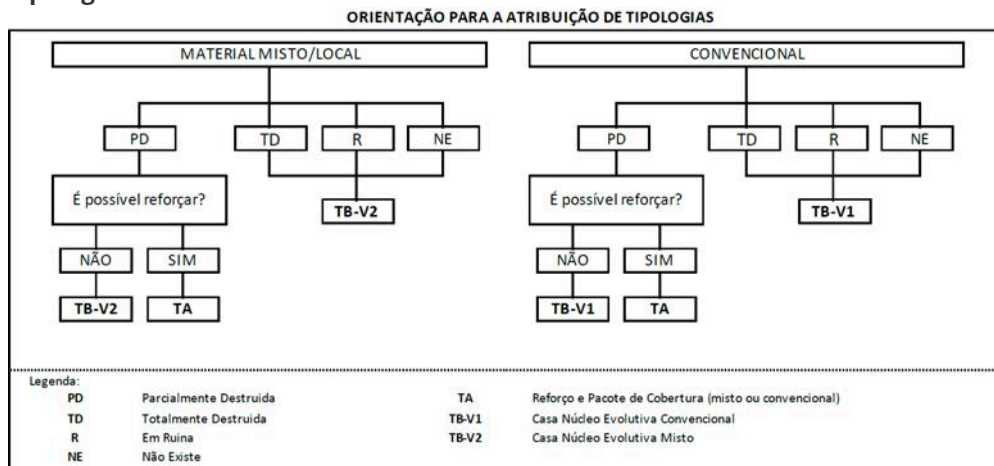 ORIENTAÇÃO PARA A ATRIBUIÇÃO DE TIPOLOGIAS
MATERIAL MISTO/LOCAL
PD TD R NE
É possível reforçar?
TB-V2
NÃO SIM
TB-V2 TA
CONVENCIONAL
PD TD R NE
É possível reforçar?
TB-V1
NÃO SIM
TB-V1 TA
Legenda:
PD Parcialmente Destruida
TD Totalmente Destruida
R Em Ruina
NE Não Existe
TA Reforço e Pacote de Cobertura (misto ou convencional)
TB-V1 Casa Núcleo Evolutiva Convencional
TB-V2 Casa Núcleo Evolutiva Misto